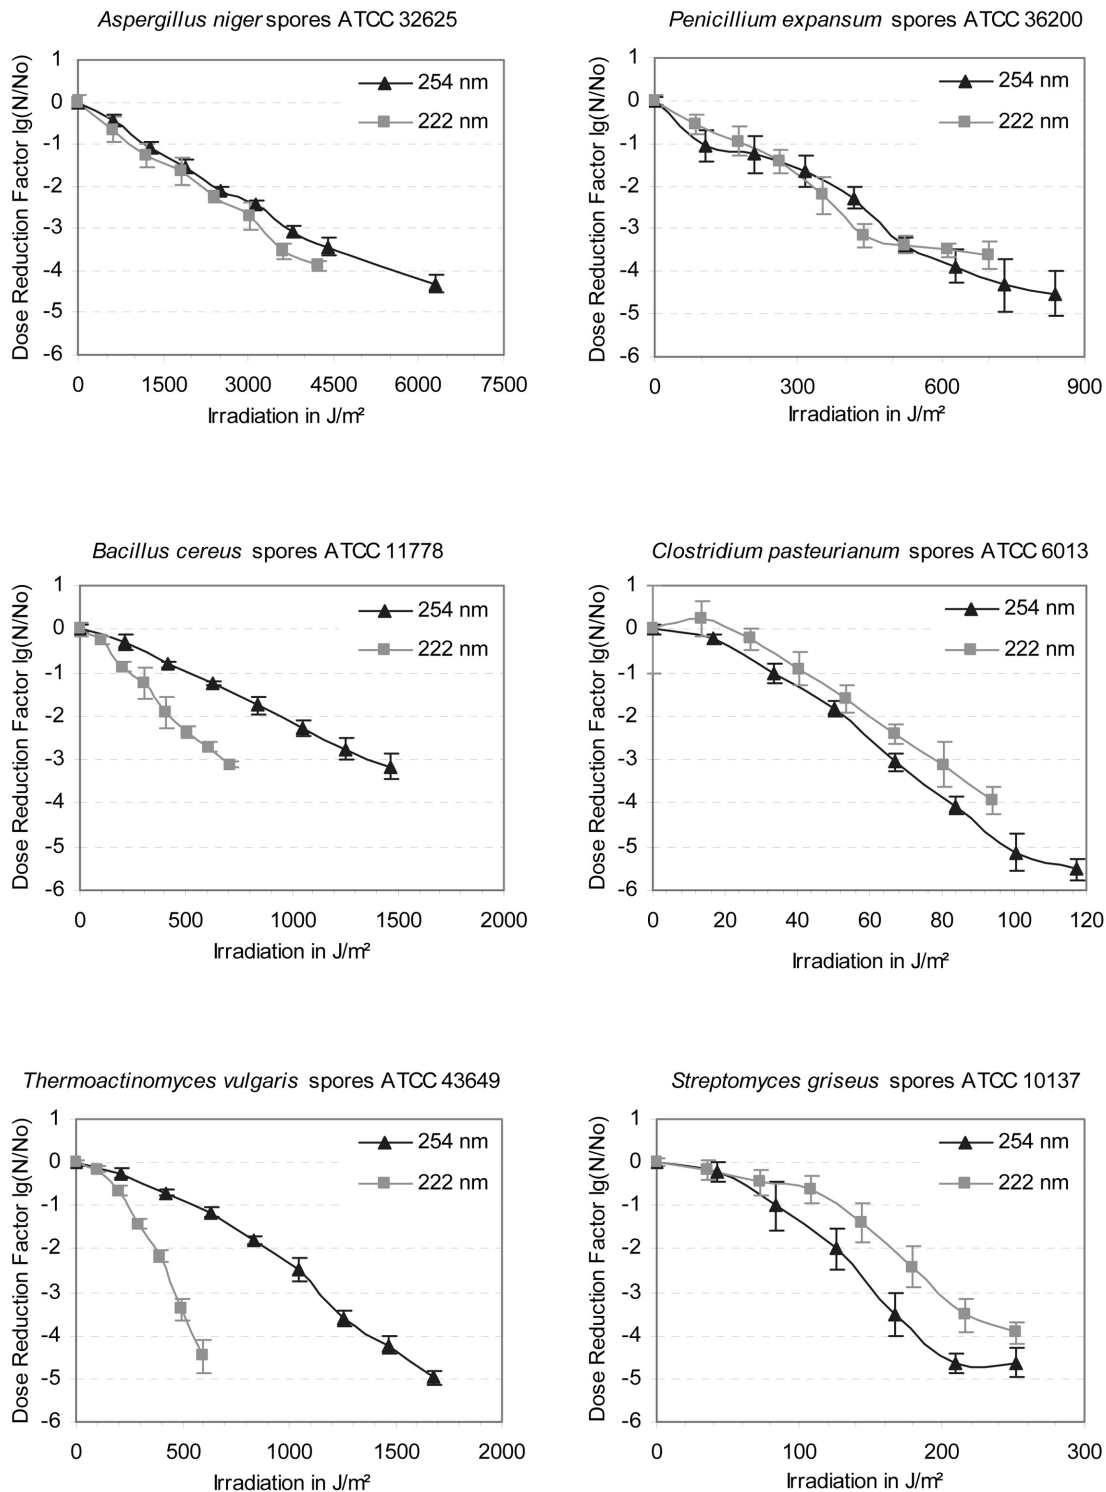 Aspergillus niger spores ATCC 32625
Dose Reduction Factor lg(N/No)
1
0
-1
-2
-3
-4
-5
-6
254 nm
222 nm
0 1500 3000 4500 6000 7500
Irradiation in J/m²
Penicillium expansum spores ATCC 36200
Dose Reduction Factor lg(N/No)
1
0
-1
-2
-3
-4
-5
-6
254 nm
222 nm
0 300 600 900
Irradiation in J/m²
Bacillus cereus spores ATCC 11778
Dose Reduction Factor lg(N/No)
1
0
-1
-2
-3
-4
-5
-6
254 nm
222 nm
0 500 1000 1500 2000
Irradiation in J/m²
Clostridium pasteurianum spores ATCC 6013
Dose Reduction Factor lg(N/No)
1
0
-1
-2
-3
-4
-5
-6
254 nm
222 nm
0 20 40 60 80 100 120
Irradiation in J/m²
Thermoactinomyces vulgaris spores ATCC 43649
Dose Reduction Factor lg(N/No)
1
0
-1
-2
-3
-4
-5
-6
254 nm
222 nm
0 500 1000 1500 2000
Irradiation in J/m²
Streptomyces griseus spores ATCC 10137
Dose Reduction Factor lg(N/No)
1
0
-1
-2
-3
-4
-5
-6
254 nm
222 nm
0 100 200 300
Irradiation in J/m²